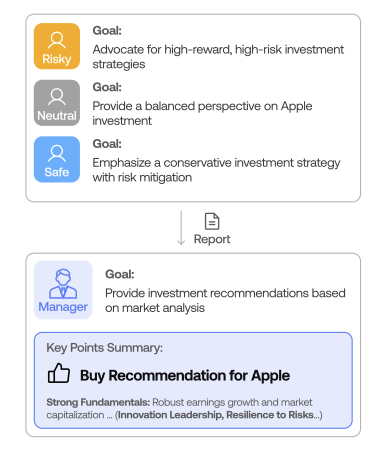 Goal:
Advocate for high-reward, high-risk investment
strategies
Risky
Goal:
Provide a balanced perspective on Apple
investment
Neutral
Goal:
Emphasize a conservative investment strategy
with risk mitigation
Safe
Report
Goal:
Provide investment recommendations based
on market analysis
Manager
Key Points Summary:
Buy Recommendation for Apple
Strong Fundamentals: Robust earnings growth and market
capitalization ... (Innovation Leadership, Resilience to Risks...)